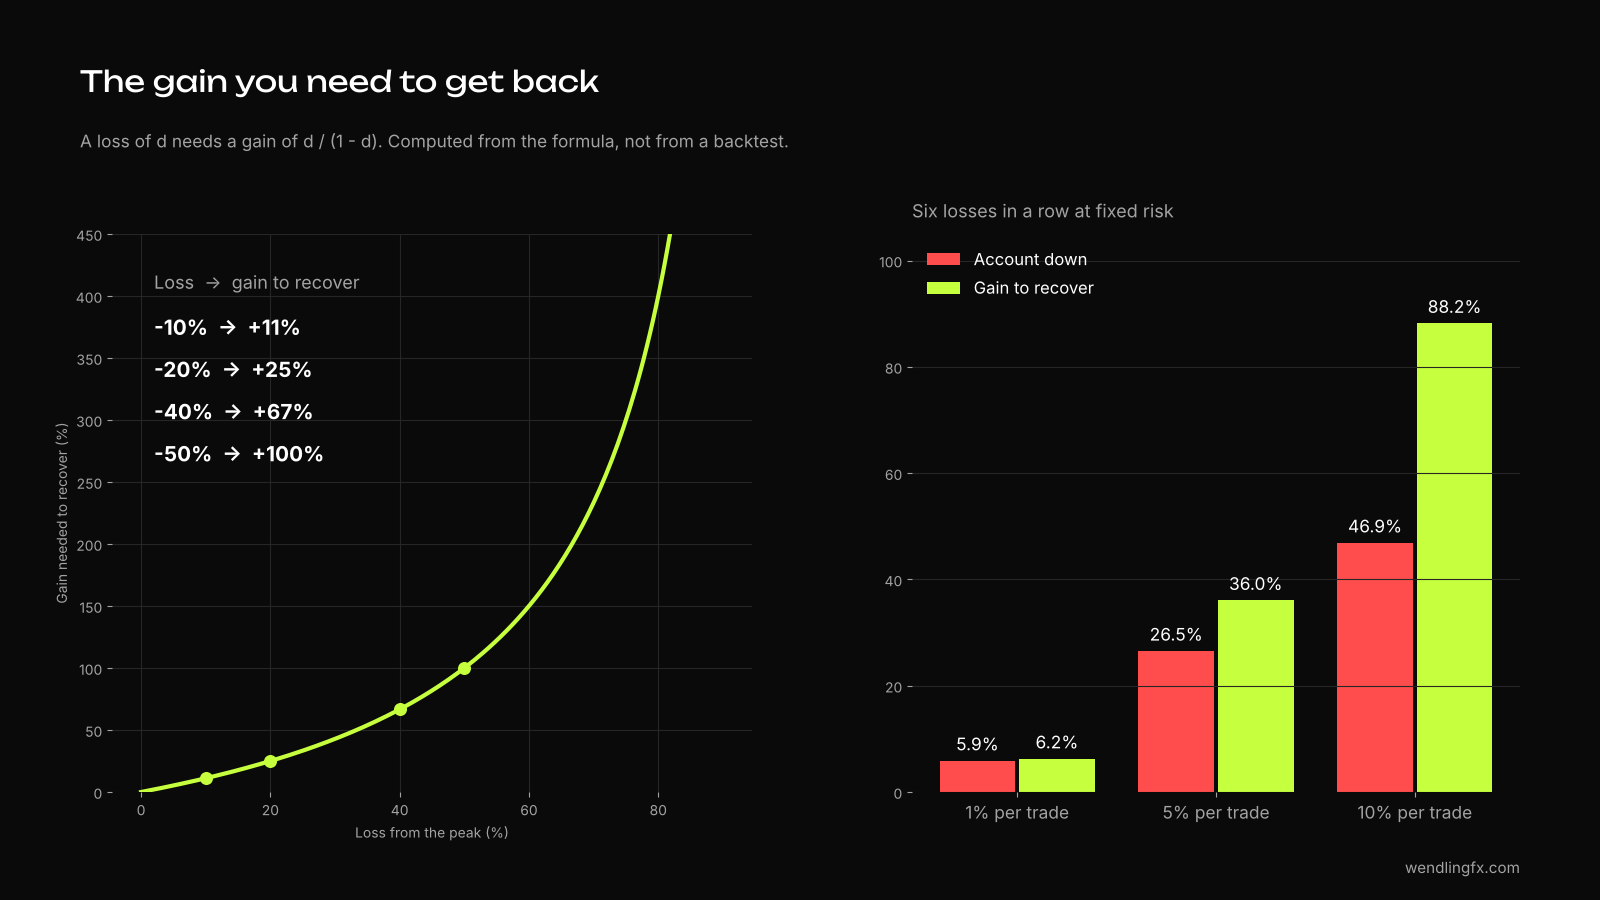 The gain you need to get back
A loss of d needs a gain of d / (1 - d). Computed from the formula, not from a backtest.
Loss → gain to recover
-10% → +11%
-20% → +25%
-40% → +67%
-50% → +100%
450
400
350
300
250
200
150
100
50
0
Gain needed to recover (%)
0 20 40 60 80
Loss from the peak (%)
Six losses in a row at fixed risk
Account down
Gain to recover
100
80
60
40
20
0
5.9% 6.2%
26.5% 36.0%
46.9% 88.2%
1% per trade 5% per trade 10% per trade
wendlingfx.com